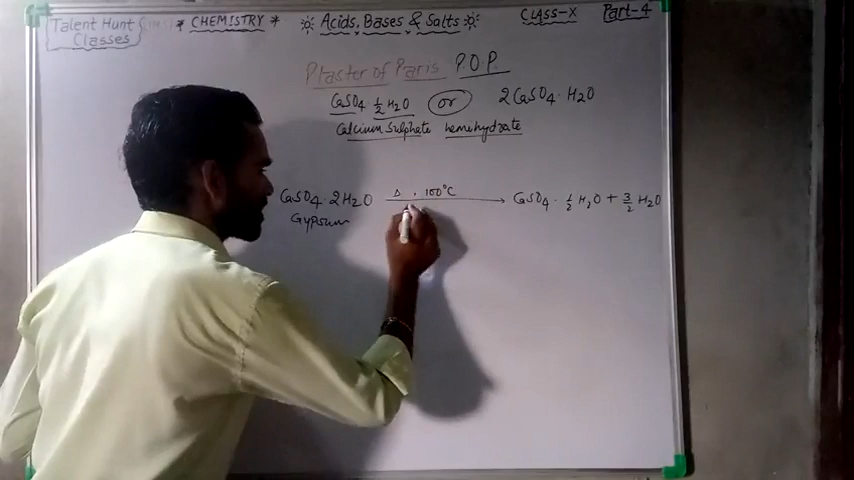 Talent Hunt Classes
* CHEMISTRY *
Acids, Bases & Salts
CLASS-X
Part-4
Plaster of Paris P.O.P.
CaSO4 ½ H2O or 2CaSO4·H2O
Calcium Sulphate hemihydrate
CaSO4·2H2O Δ, 100°C → CaSO4·½ H2O + 3/2 H2O
Gypsum